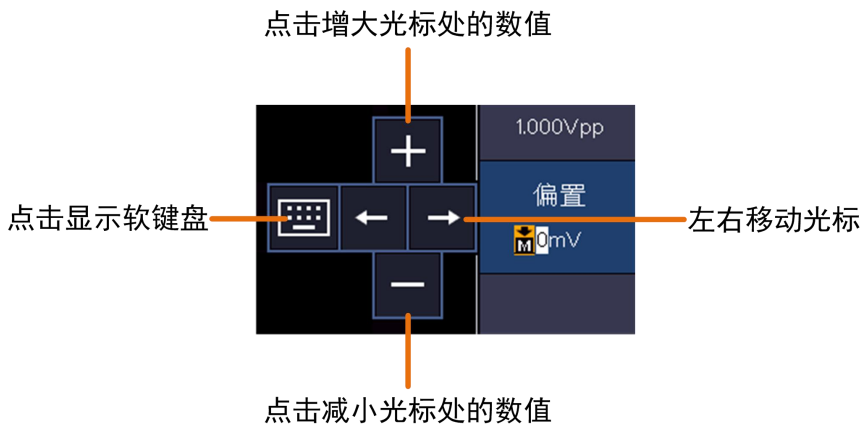 点击增大光标处的数值
1.000Vpp
偏置
点击显示软键盘
左右移动光标
M 0mV
点击减小光标处的数值